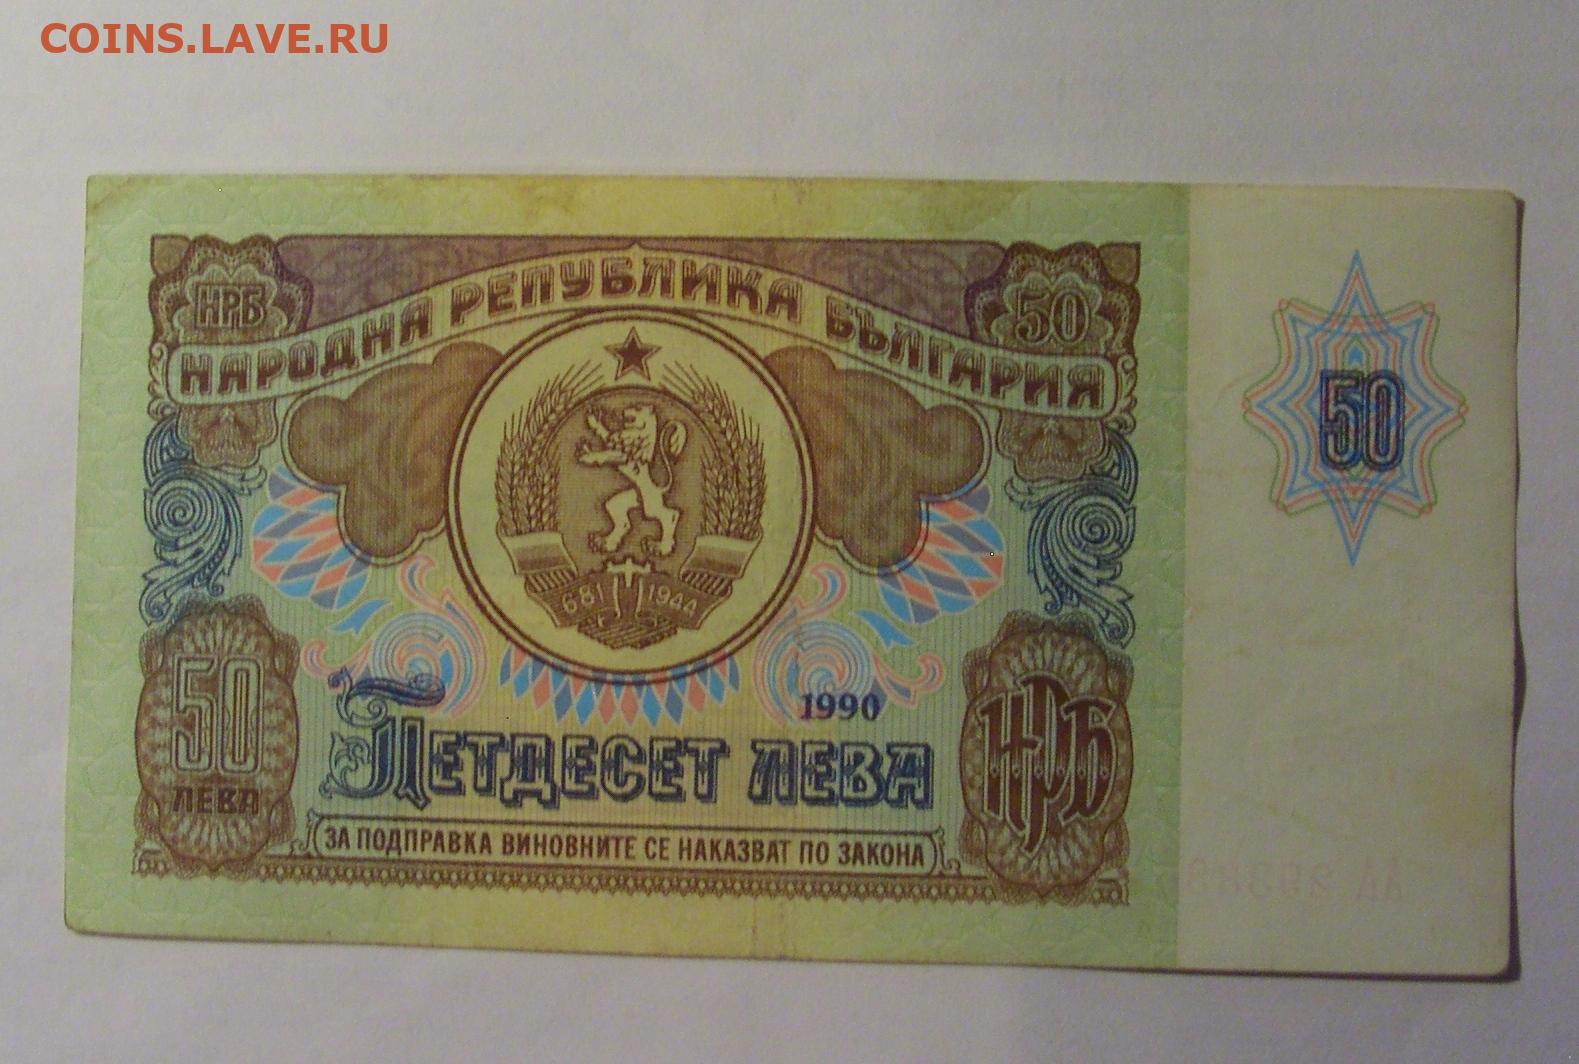 COINS.LAVE.RU
НРБ
НАРОДНА РЕПУБЛИКА БЪЛГАРИЯ
50
50
681 1944
1990
50
ЛЕВА
ПЕТДЕСЕТ ЛЕВА
НРБ
ЗА ПОДПРАВКА ВИНОВНИТЕ СЕ НАКАЗВАТ ПО ЗАКОНА